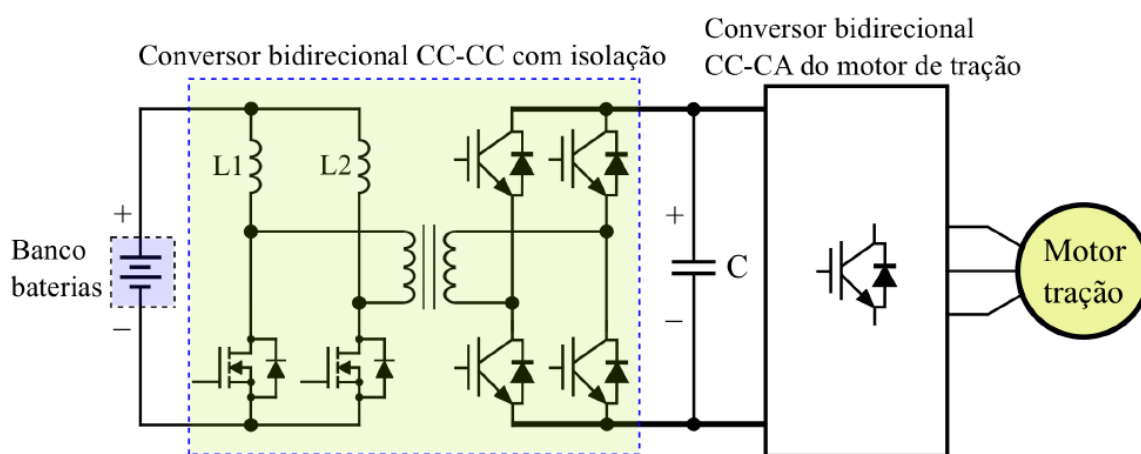 Conversor bidirecional CC-CC com isolação
Conversor bidirecional
CC-CA do motor de tração
L1
L2
+
Banco
baterias
−
+
C
−
Motor
tração